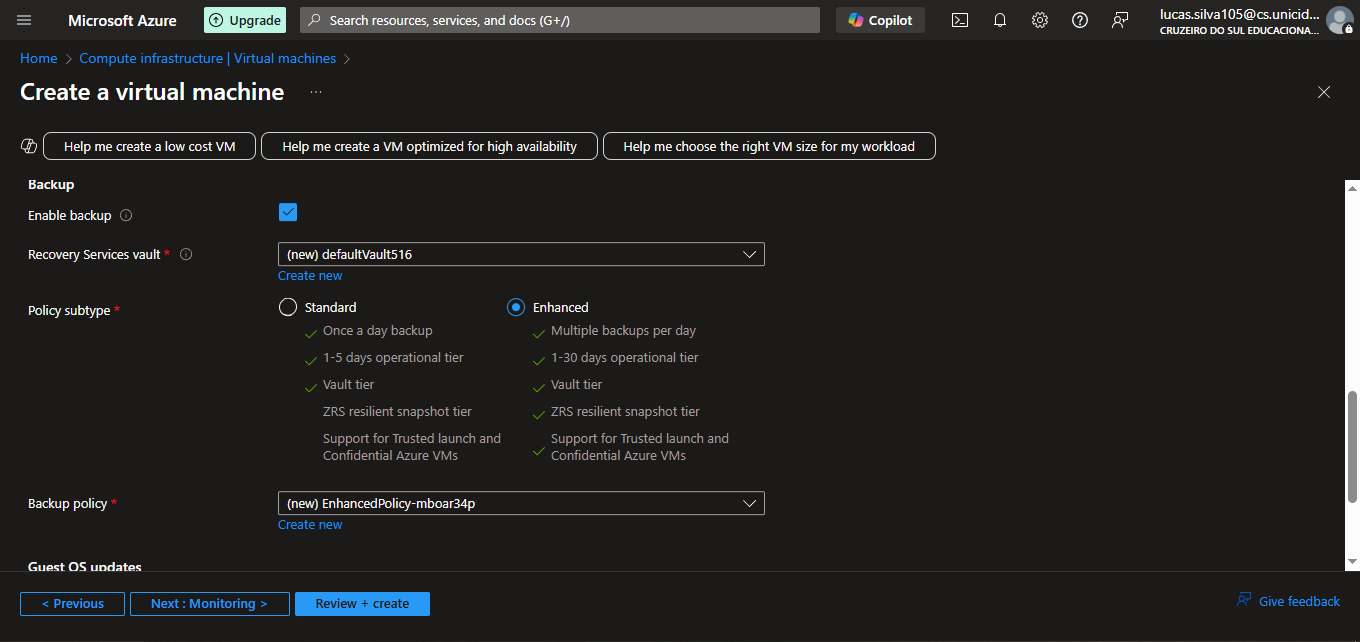 Microsoft Azure
Upgrade
Search resources, services, and docs (G+/)
Copilot
lucas.silva105@cs.unicid...
CRUZEIRO DO SUL EDUCACIONA...
Home > Compute infrastructure | Virtual machines >
Create a virtual machine ...
Help me create a low cost VM
Help me create a VM optimized for high availability
Help me choose the right VM size for my workload
Backup
Enable backup
Recovery Services vault *
(new) defaultVault516
Create new
Policy subtype *
Standard
Once a day backup
1-5 days operational tier
Vault tier
ZRS resilient snapshot tier
Support for Trusted launch and
Confidential Azure VMs
Enhanced
Multiple backups per day
1-30 days operational tier
Vault tier
ZRS resilient snapshot tier
Support for Trusted launch and
Confidential Azure VMs
Backup policy *
(new) EnhancedPolicy-mboar34p
Create new
Guest OS updates
< Previous
Next : Monitoring >
Review + create
Give feedback